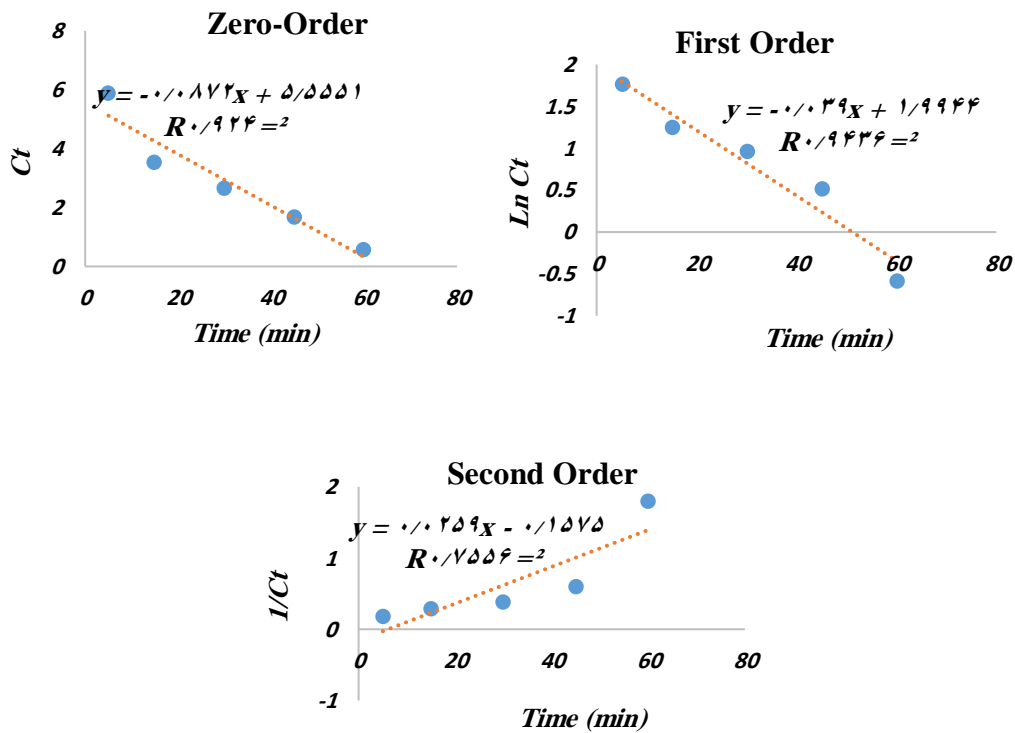 Zero-Order
8
6
4
2
0
Ct
y = -۰/۰۸۷۲x + ۵/۵۵۵۱
R۰/۹۲۴ =²
0 20 40 60 80
Time (min)
First Order
2
1.5
1
0.5
0
-0.5
-1
Ln Ct
y = -۰/۰۳۹x + ۱/۹۹۴۴
R۰/۹۴۳۶ =²
0 20 40 60 80
Time (min)
Second Order
2
1
0
-1
1/Ct
y = ۰/۰۲۵۹x - ۰/۱۵۷۵
R۰/۷۵۵۶ =²
0 20 40 60 80
Time (min)